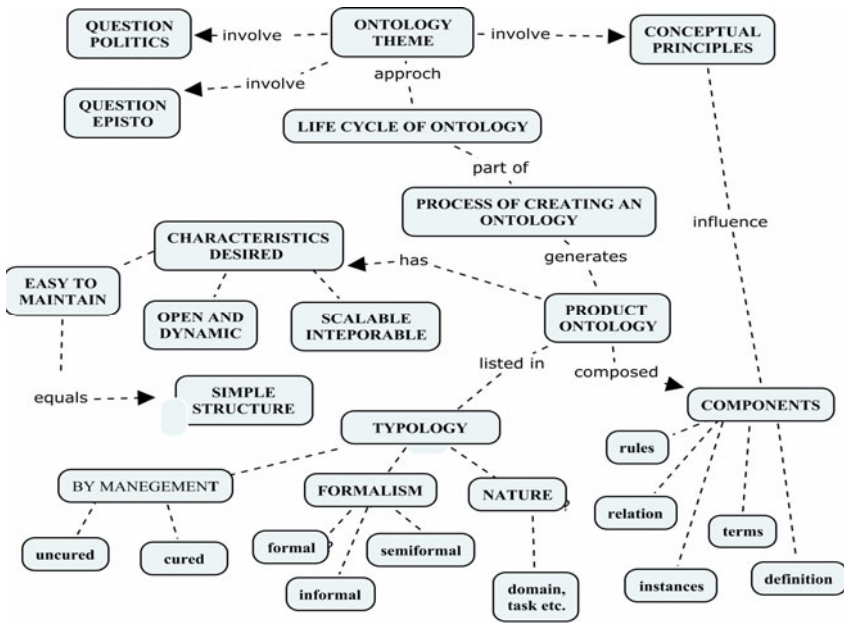 QUESTION
POLITICS
involve
ONTOLOGY
THEME
involve
CONCEPTUAL
PRINCIPLES
approch
involve
QUESTION
EPISTO
LIFE CYCLE OF ONTOLOGY
part of
PROCESS OF CREATING AN
ONTOLOGY
influence
CHARACTERISTICS
DESIRED
has
generates
EASY TO
MAINTAIN
OPEN AND
DYNAMIC
SCALABLE
INTEPORABLE
PRODUCT
ONTOLOGY
listed in
composed
equals
SIMPLE
STRUCTURE
COMPONENTS
TYPOLOGY
rules
BY MANEGEMENT
FORMALISM
NATURE
?
relation
terms
uncured
cured
formal
?
semiformal
informal
domain,
task etc.
instances
definition